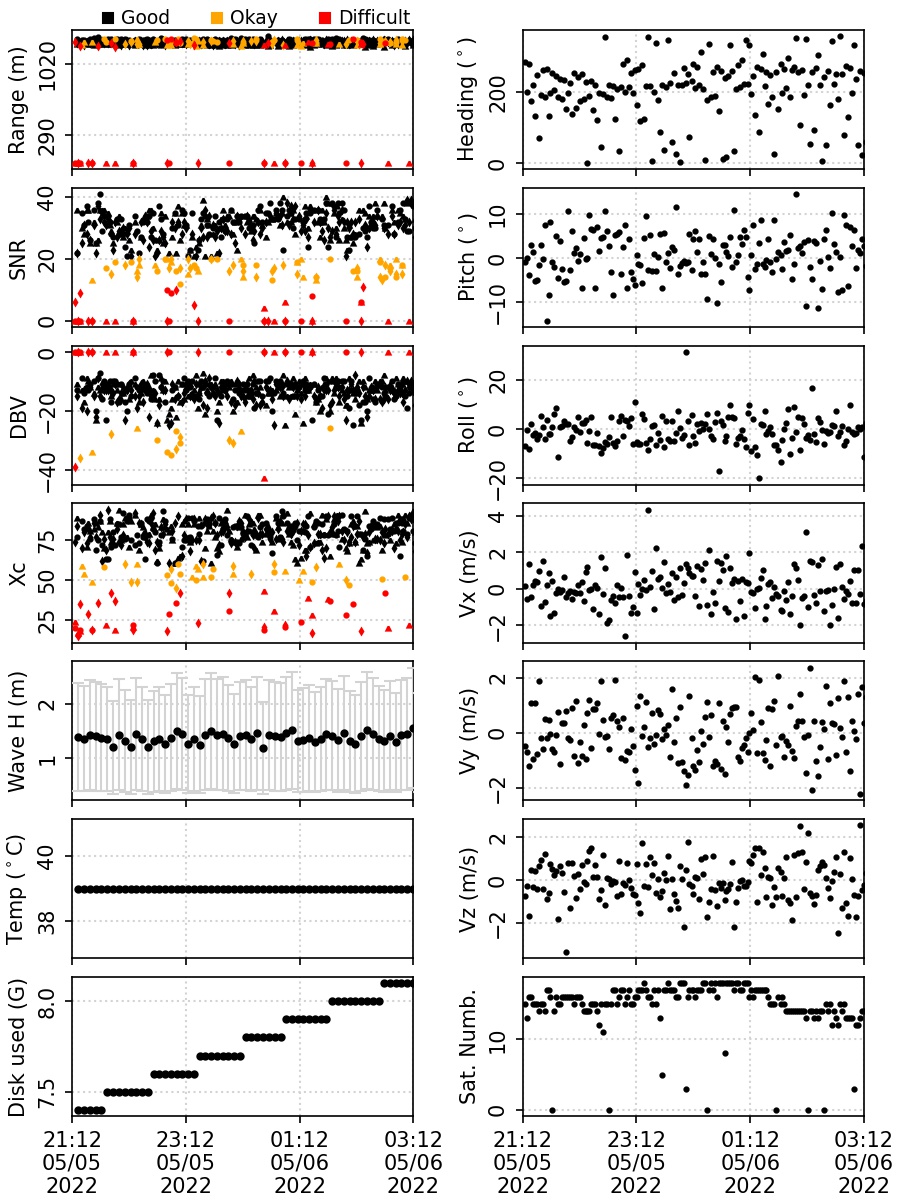 Good Okay Difficult
Range (m)
1020
290
Heading (°)
200
0
SNR
40
20
0
Pitch (°)
10
0
−10
DBV
0
−20
−40
Roll (°)
20
0
−20
Xc
75
50
25
Vx (m/s)
4
2
0
−2
Wave H (m)
2
1
Vy (m/s)
2
0
−2
Temp (°C)
40
38
Vz (m/s)
2
0
−2
Disk used (G)
8.0
7.5
Sat. Numb.
10
0
21:12 23:12 01:12 03:12
05/05 05/05 05/06 05/06
2022 2022 2022 2022
21:12 23:12 01:12 03:12
05/05 05/05 05/06 05/06
2022 2022 2022 2022